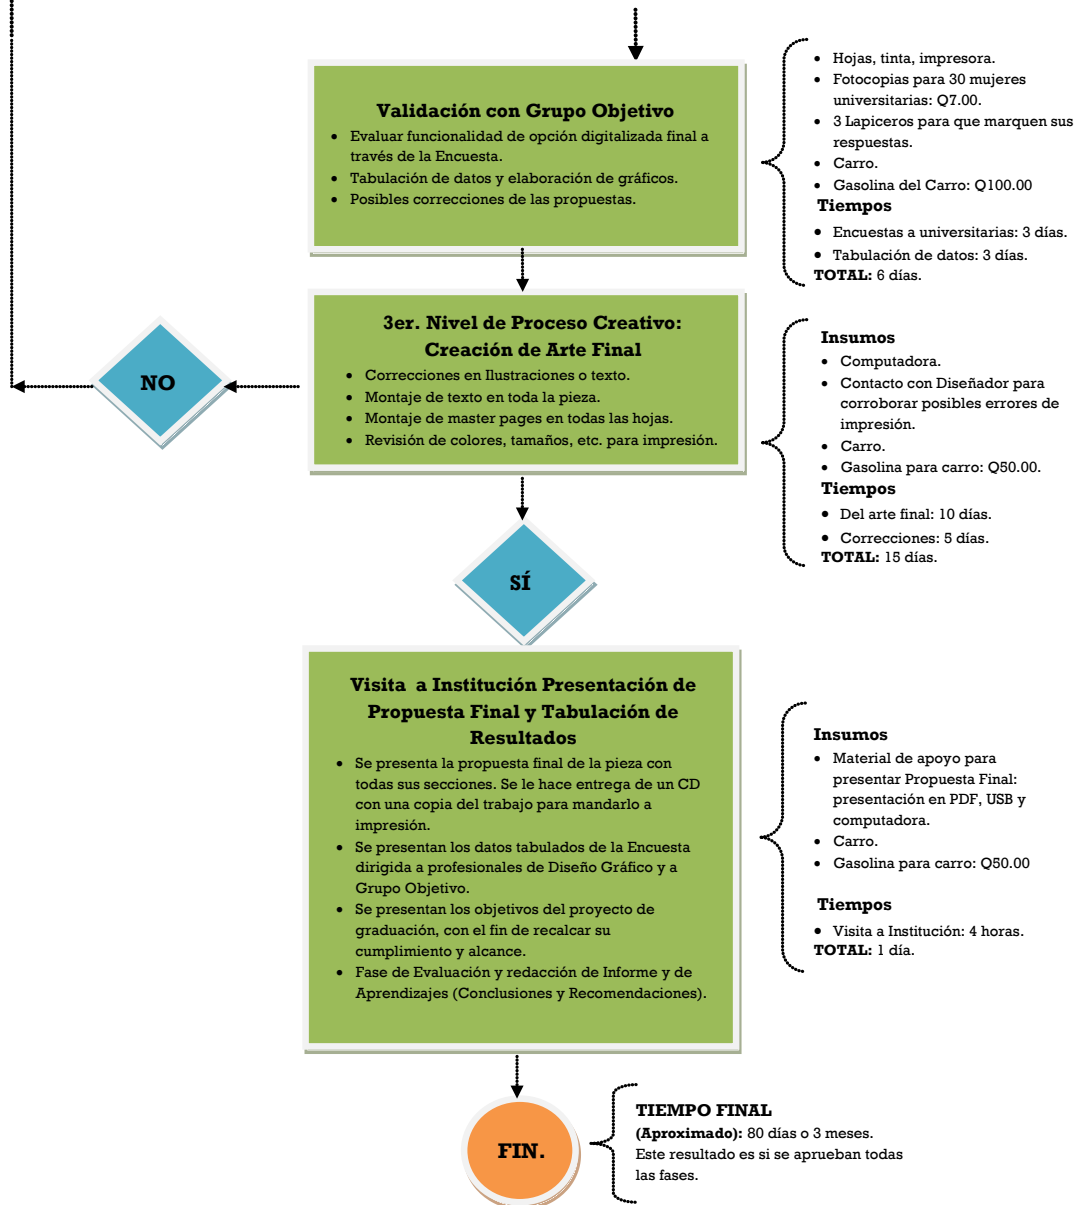 Validación con Grupo Objetivo
• Evaluar funcionalidad de opción digitalizada final a
través de la Encuesta.
• Tabulación de datos y elaboración de gráficos.
• Posibles correcciones de las propuestas.
• Hojas, tinta, impresora.
• Fotocopias para 30 mujeres
universitarias: Q7.00.
• 3 Lapiceros para que marquen sus
respuestas.
• Carro.
• Gasolina del Carro: Q100.00
Tiempos
• Encuestas a universitarias: 3 días.
• Tabulación de datos: 3 días.
TOTAL: 6 días.
3er. Nivel de Proceso Creativo:
Creación de Arte Final
• Correcciones en Ilustraciones o texto.
• Montaje de texto en toda la pieza.
• Montaje de master pages en todas las hojas.
• Revisión de colores, tamaños, etc. para impresión.
NO
Insumos
• Computadora.
• Contacto con Diseñador para
corroborar posibles errores de
impresión.
• Carro.
• Gasolina para carro: Q50.00.
Tiempos
• Del arte final: 10 días.
• Correcciones: 5 días.
TOTAL: 15 días.
SÍ
Visita  a Institución Presentación de
Propuesta Final y Tabulación de
Resultados
• Se presenta la propuesta final de la pieza con
todas sus secciones. Se le hace entrega de un CD
con una copia del trabajo para mandarlo a
impresión.
• Se presentan los datos tabulados de la Encuesta
dirigida a profesionales de Diseño Gráfico y a
Grupo Objetivo.
• Se presentan los objetivos del proyecto de
graduación, con el fin de recalcar su
cumplimiento y alcance.
• Fase de Evaluación y redacción de Informe y de
Aprendizajes (Conclusiones y Recomendaciones).
Insumos
• Material de apoyo para
presentar Propuesta Final:
presentación en PDF, USB y
computadora.
• Carro.
• Gasolina para carro: Q50.00
Tiempos
• Visita a Institución: 4 horas.
TOTAL: 1 día.
FIN.
TIEMPO FINAL
(Aproximado): 80 días o 3 meses.
Este resultado es si se aprueban todas
las fases.